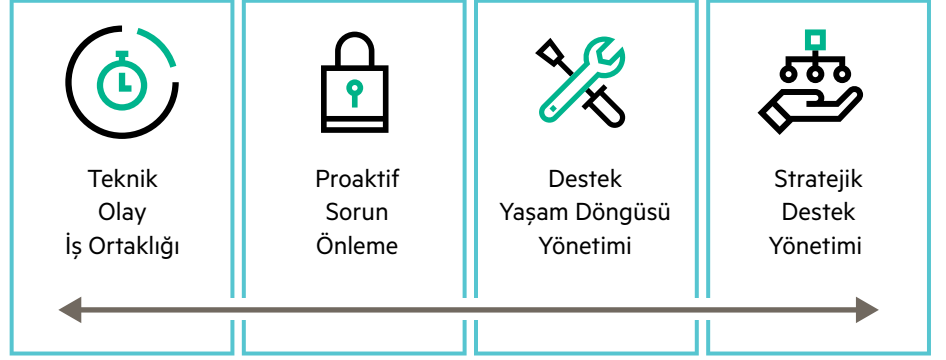 Teknik
Olay
İş Ortaklığı
Proaktif
Sorun
Önleme
Destek
Yaşam Döngüsü
Yönetimi
Stratejik
Destek
Yönetimi